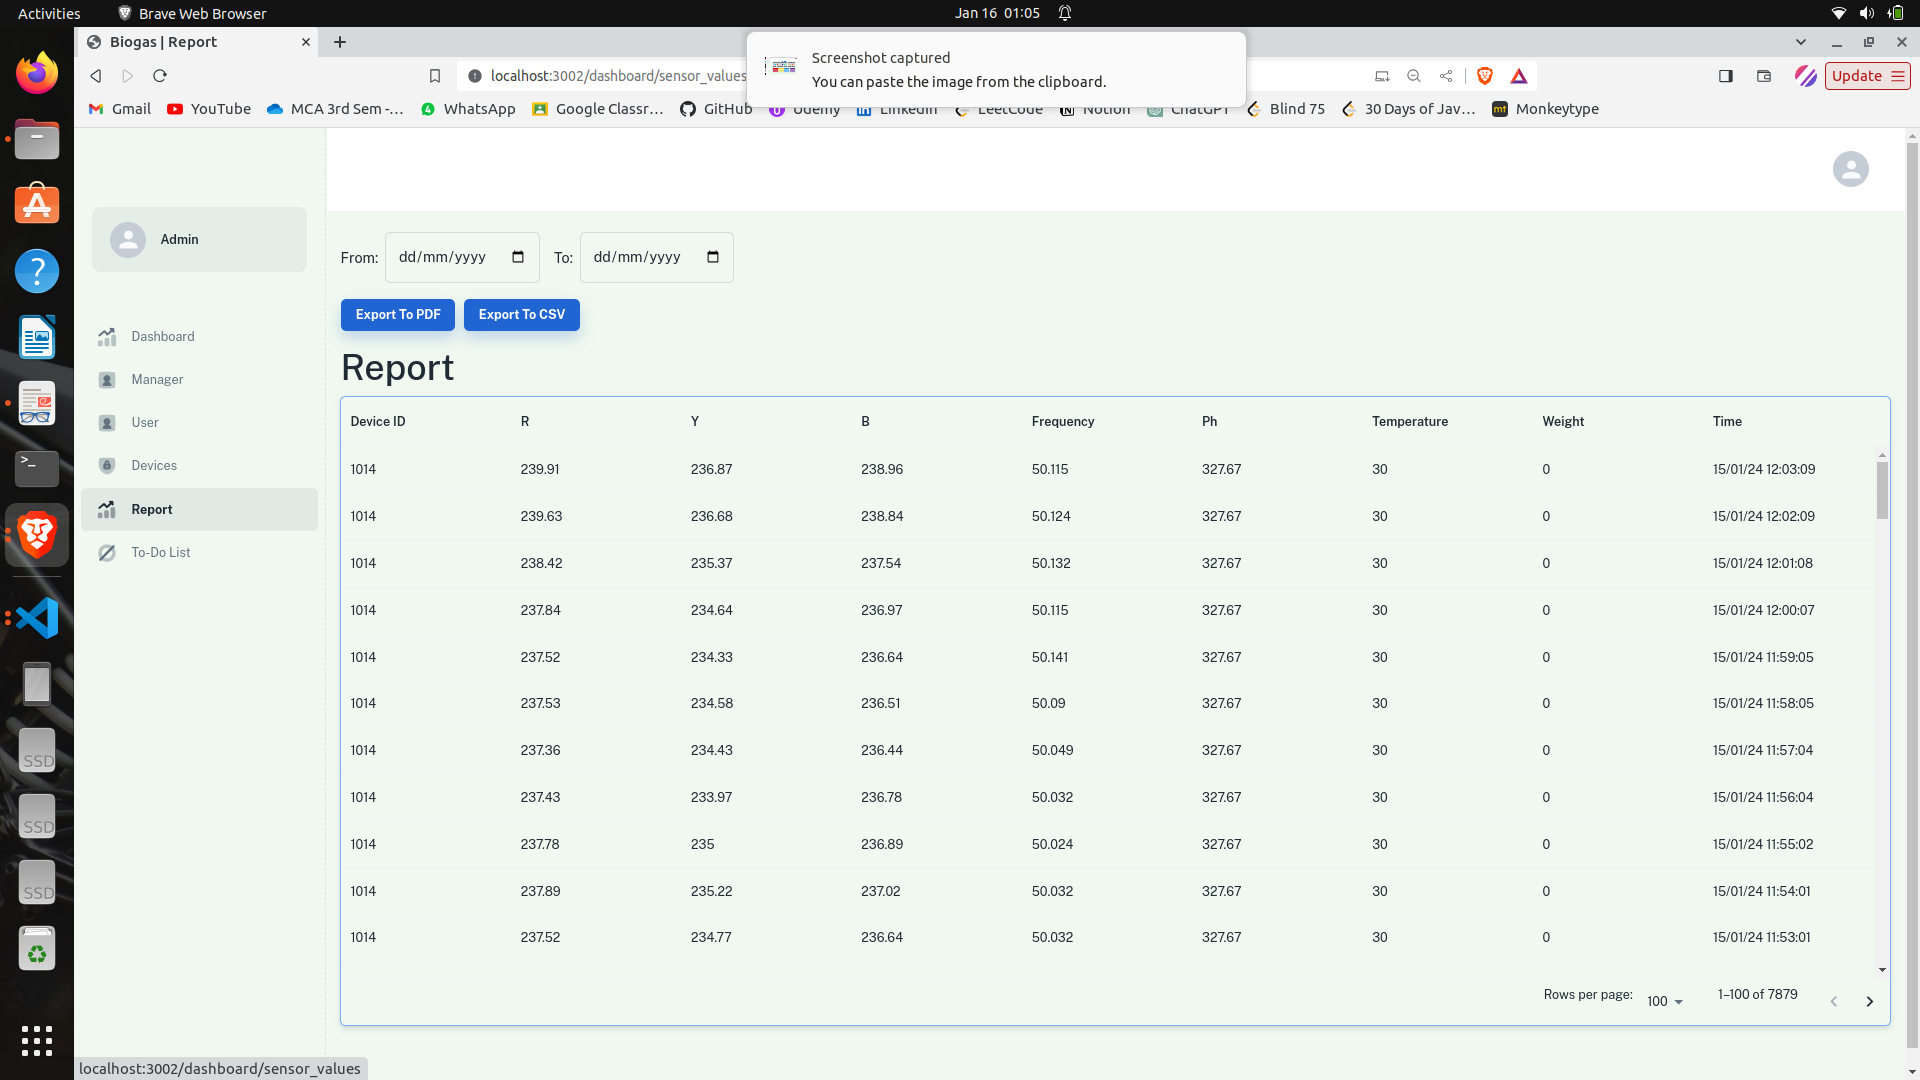 Activities
Brave Web Browser
Jan 16 01:05
Biogas | Report
Screenshot captured
You can paste the image from the clipboard.
localhost:3002/dashboard/sensor_values
Update
Gmail YouTube MCA 3rd Sem -… WhatsApp Google Classr… GitHub Udemy LinkedIn LeetCode Notion ChatGPT Blind 75 30 Days of Jav… Monkeytype
Admin
Dashboard
Manager
User
Devices
Report
To-Do List
From: dd/mm/yyyy To: dd/mm/yyyy
Export To PDF Export To CSV
Report
Device ID R Y B Frequency Ph Temperature Weight Time
1014 239.91 236.87 238.96 50.115 327.67 30 0 15/01/24 12:03:09
1014 239.63 236.68 238.84 50.124 327.67 30 0 15/01/24 12:02:09
1014 238.42 235.37 237.54 50.132 327.67 30 0 15/01/24 12:01:08
1014 237.84 234.64 236.97 50.115 327.67 30 0 15/01/24 12:00:07
1014 237.52 234.33 236.64 50.141 327.67 30 0 15/01/24 11:59:05
1014 237.53 234.58 236.51 50.09 327.67 30 0 15/01/24 11:58:05
1014 237.36 234.43 236.44 50.049 327.67 30 0 15/01/24 11:57:04
1014 237.43 233.97 236.78 50.032 327.67 30 0 15/01/24 11:56:04
1014 237.78 235 236.89 50.024 327.67 30 0 15/01/24 11:55:02
1014 237.89 235.22 237.02 50.032 327.67 30 0 15/01/24 11:54:01
1014 237.52 234.77 236.64 50.032 327.67 30 0 15/01/24 11:53:01
Rows per page: 100 1–100 of 7879
SSD
SSD
SSD
localhost:3002/dashboard/sensor_values